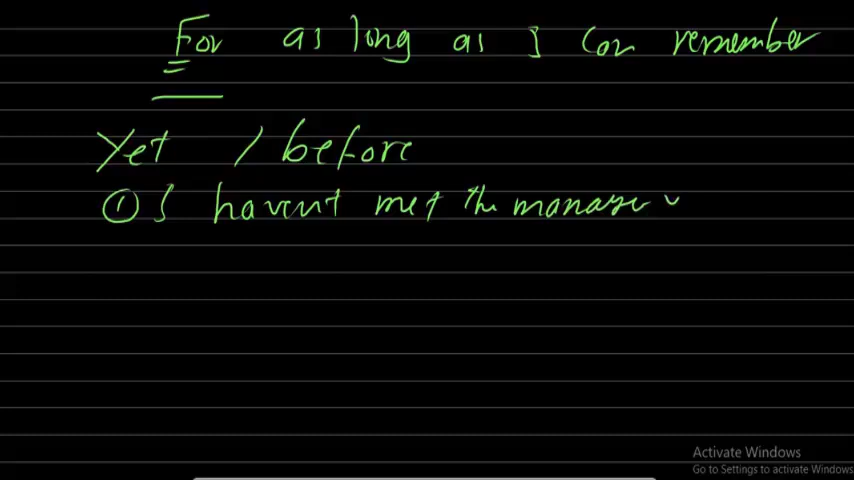 For as long as I can remember
Yet / before
① I havent met the manager
Activate Windows
Go to Settings to activate Windows